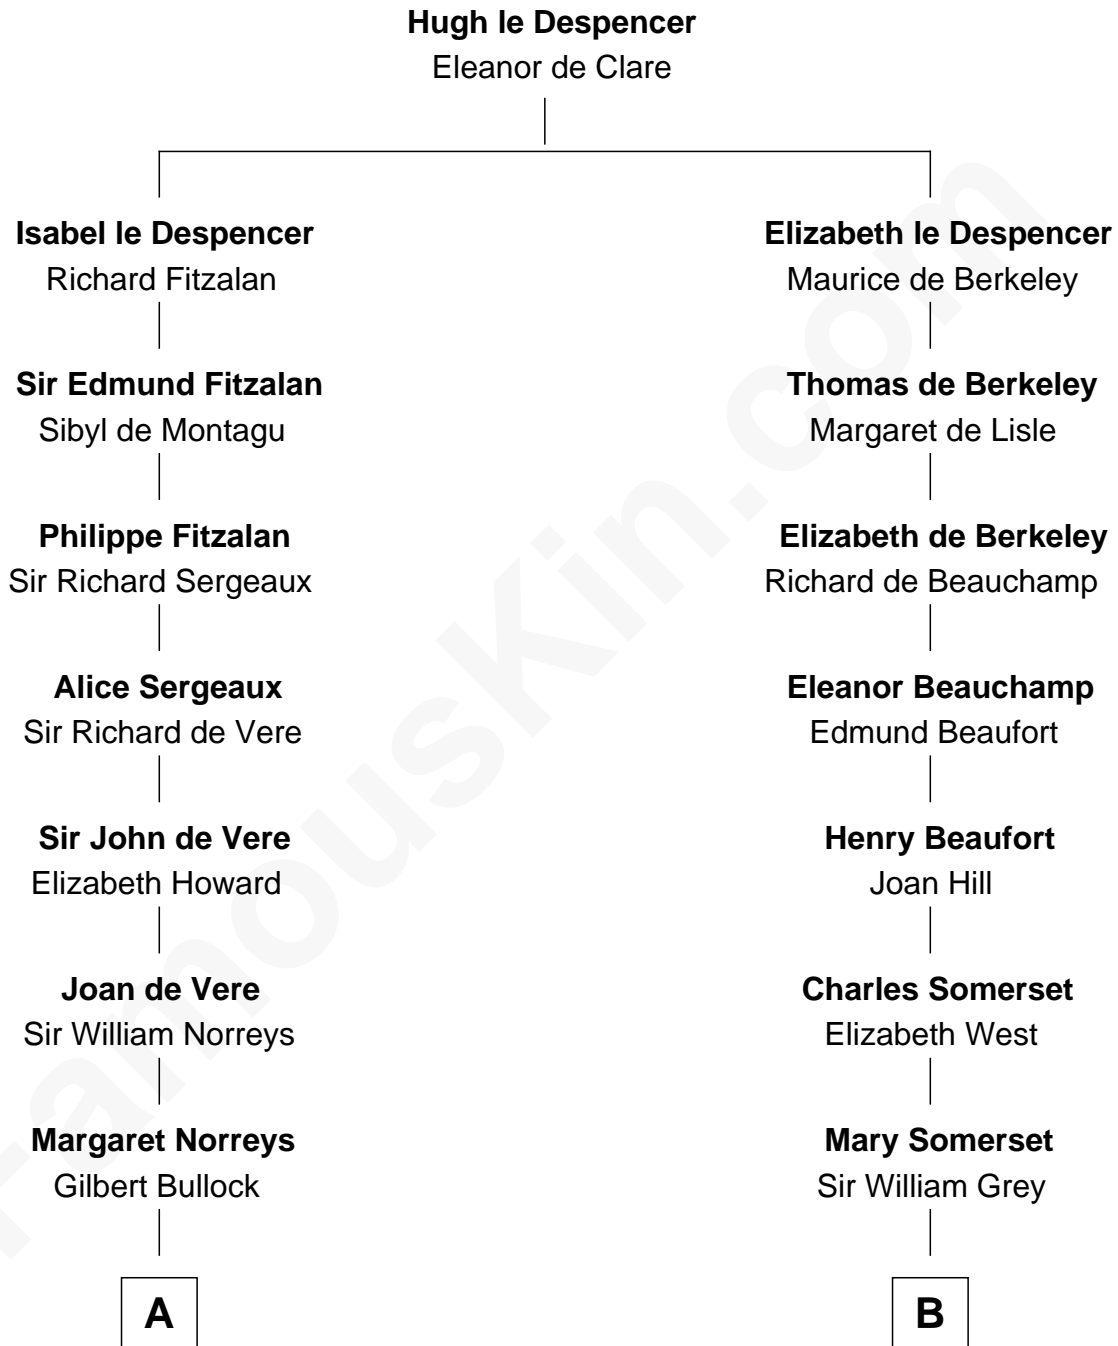 Hugh le Despencer
Eleanor de Clare
Isabel le Despencer
Richard Fitzalan
Sir Edmund Fitzalan
Sibyl de Montagu
Philippe Fitzalan
Sir Richard Sergeaux
Alice Sergeaux
Sir Richard de Vere
Sir John de Vere
Elizabeth Howard
Joan de Vere
Sir William Norreys
Margaret Norreys
Gilbert Bullock
A
Elizabeth le Despencer
Maurice de Berkeley
Thomas de Berkeley
Margaret de Lisle
Elizabeth de Berkeley
Richard de Beauchamp
Eleanor Beauchamp
Edmund Beaufort
Henry Beaufort
Joan Hill
Charles Somerset
Elizabeth West
Mary Somerset
Sir William Grey
B
FamousKin.com